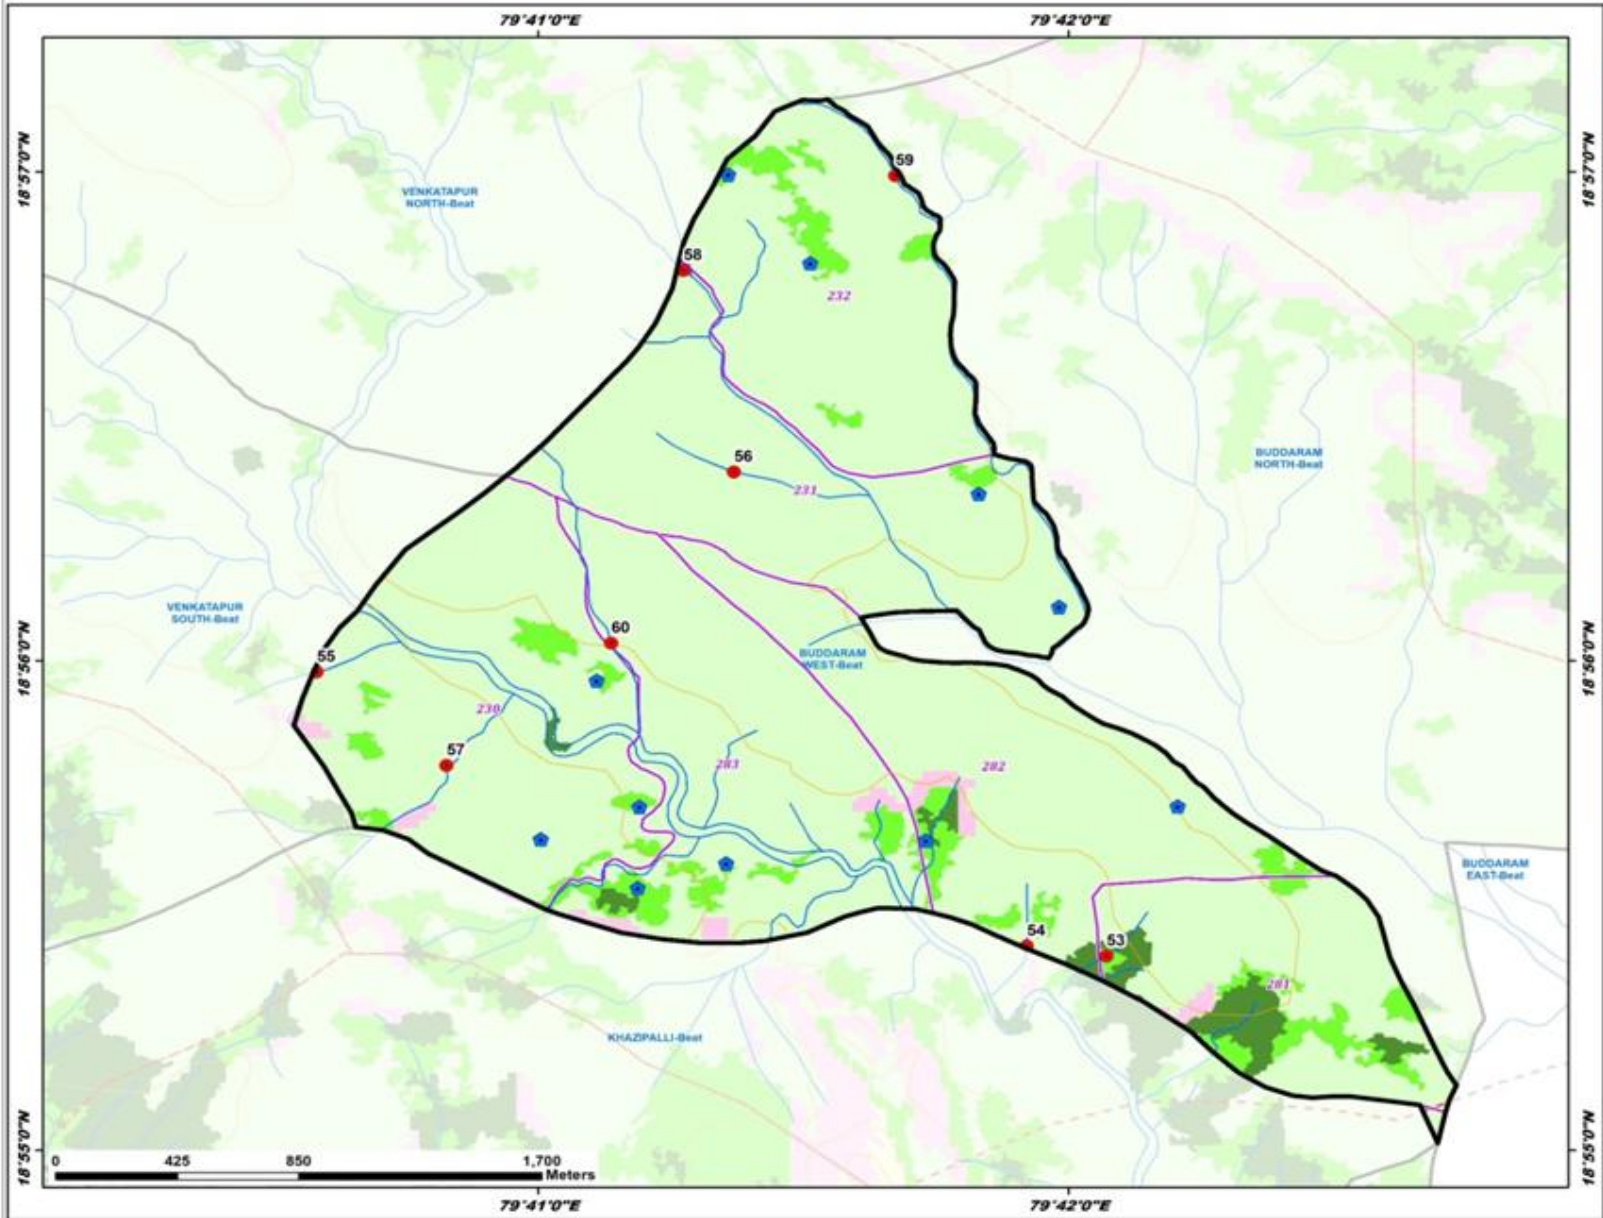 79°41'0"E
79°42'0"E
18°57'0"N
18°57'0"N
59
VENKATAPUR
NORTH-Beat
58
232
BUDDARAM
NORTH-Beat
56
231
VENKATAPUR
SOUTH-Beat
60
55
18°56'0"N
18°56'0"N
BUDDARAM
WEST-Beat
230
57
283
282
BUDDARAM
EAST-Beat
54
53
281
KHAZIPALLI-Beat
18°55'0"N
18°55'0"N
0 425 850 1,700
Meters
79°41'0"E
79°42'0"E